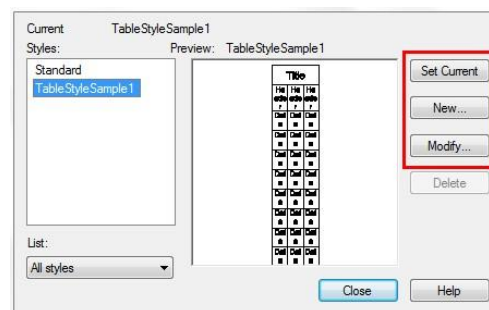 Current TableStyleSample1
Styles: Preview: TableStyleSample1
Standard
TableStyleSample1
Title
Set Current
New...
Modify...
Delete
List:
All styles
Close Help